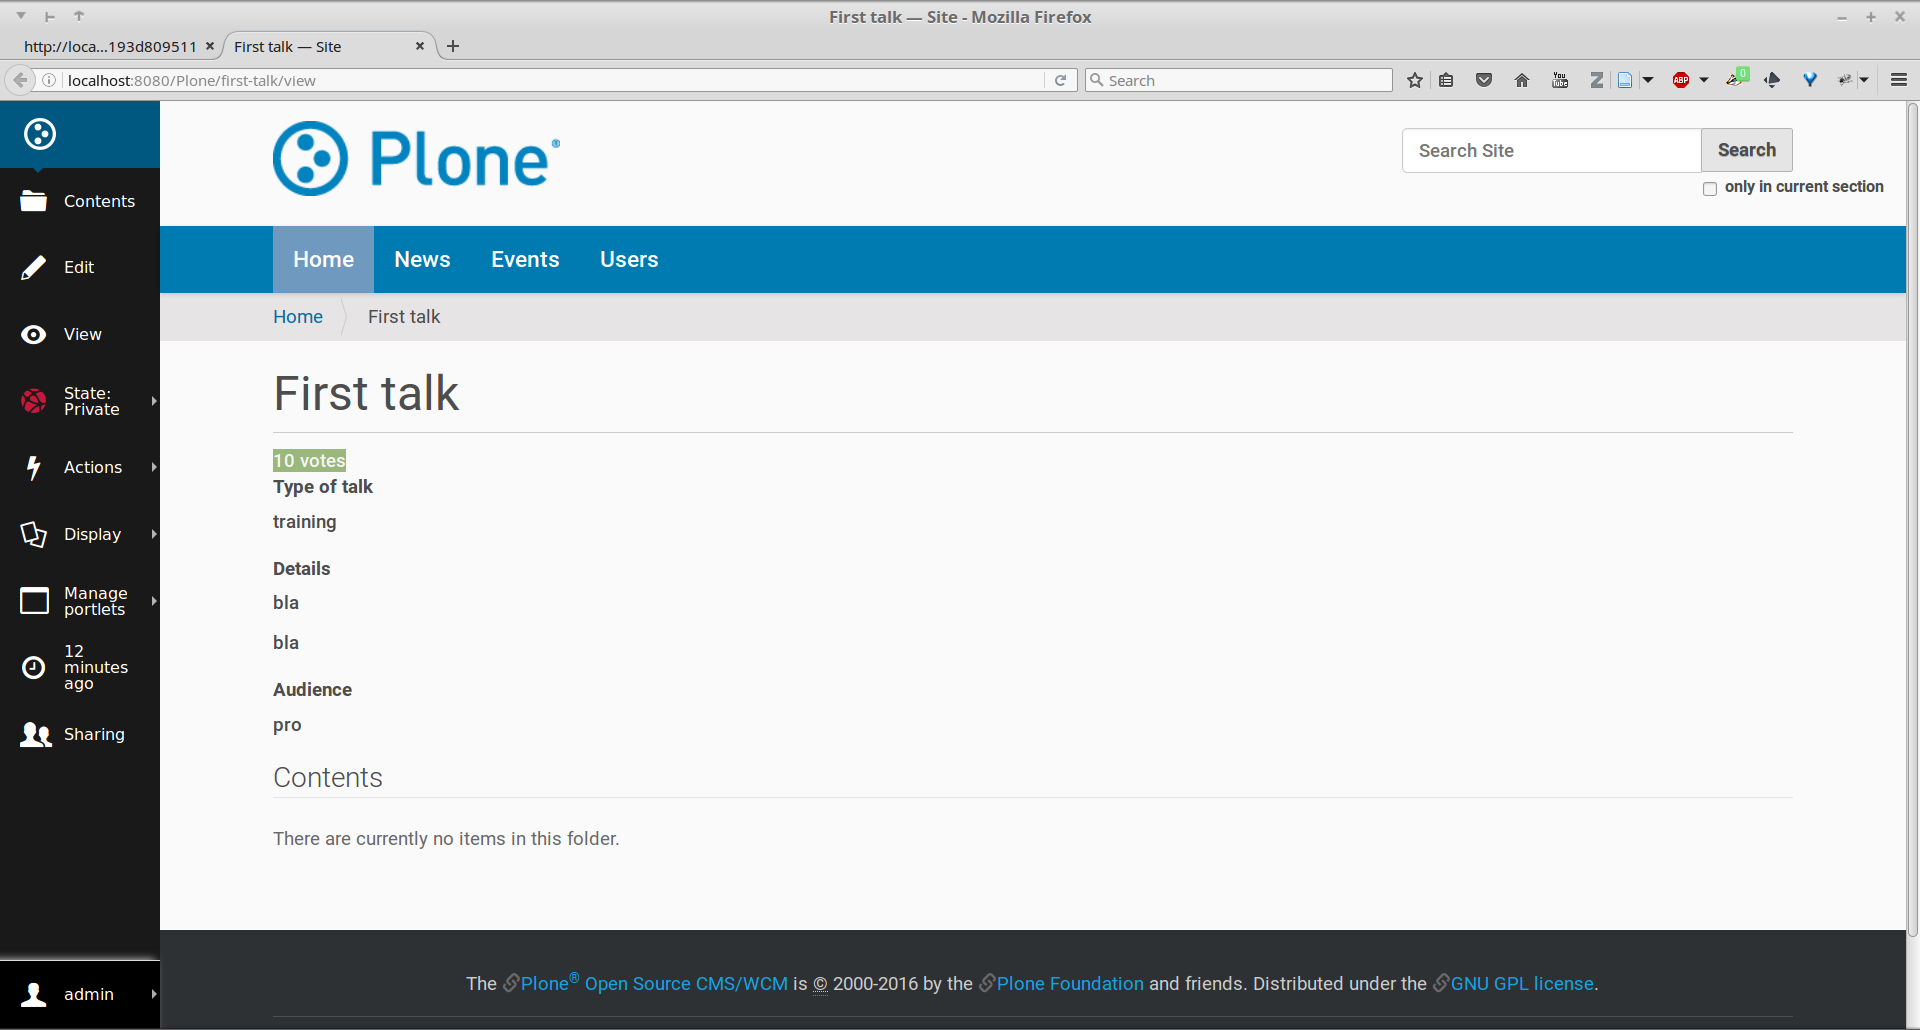 First talk — Site - Mozilla Firefox
http://loca...193d809511
First talk — Site
localhost:8080/Plone/first-talk/view
Search
You Tube
ABP
0
Plone®
Search Site
Search
only in current section
Contents
Edit
View
State: Private
Actions
Display
Manage portlets
12 minutes ago
Sharing
admin
Home
News
Events
Users
Home
First talk
First talk
10 votes
Type of talk
training
Details
bla
bla
Audience
pro
Contents
There are currently no items in this folder.
The Plone® Open Source CMS/WCM is © 2000-2016 by the Plone Foundation and friends. Distributed under the GNU GPL license.